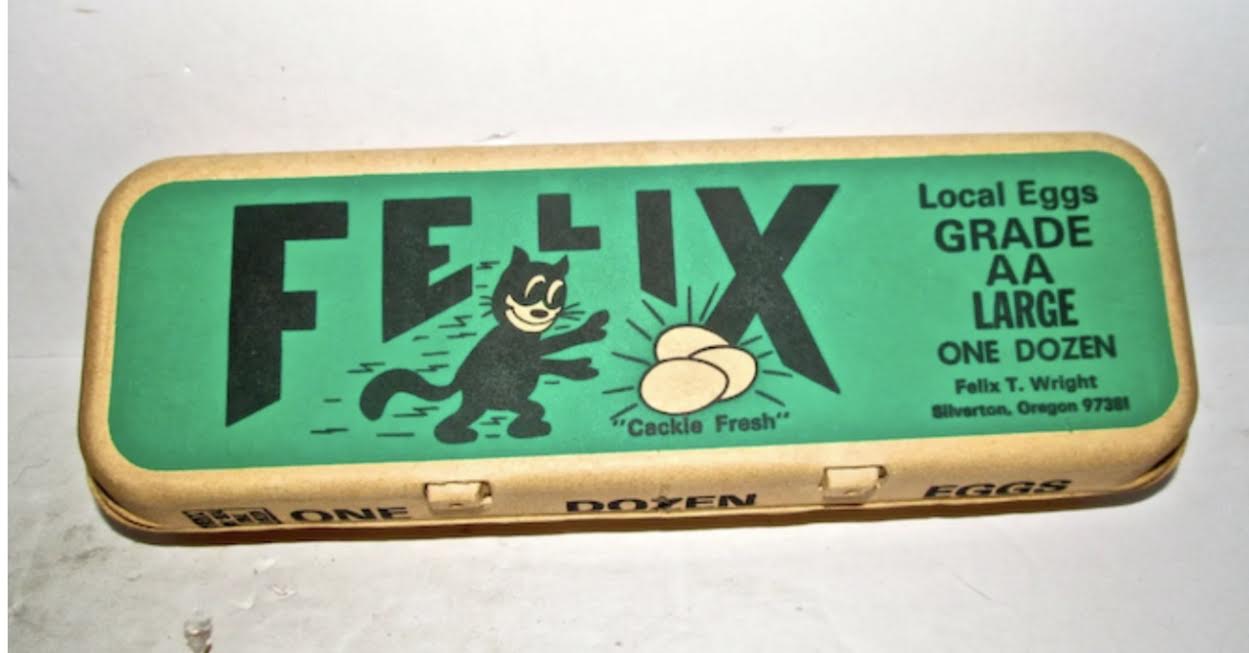 FELIX
"Cackle Fresh"
Local Eggs
GRADE
AA
LARGE
ONE DOZEN
Felix T. Wright
Silverton, Oregon 97381
ONE DOZEN EGGS